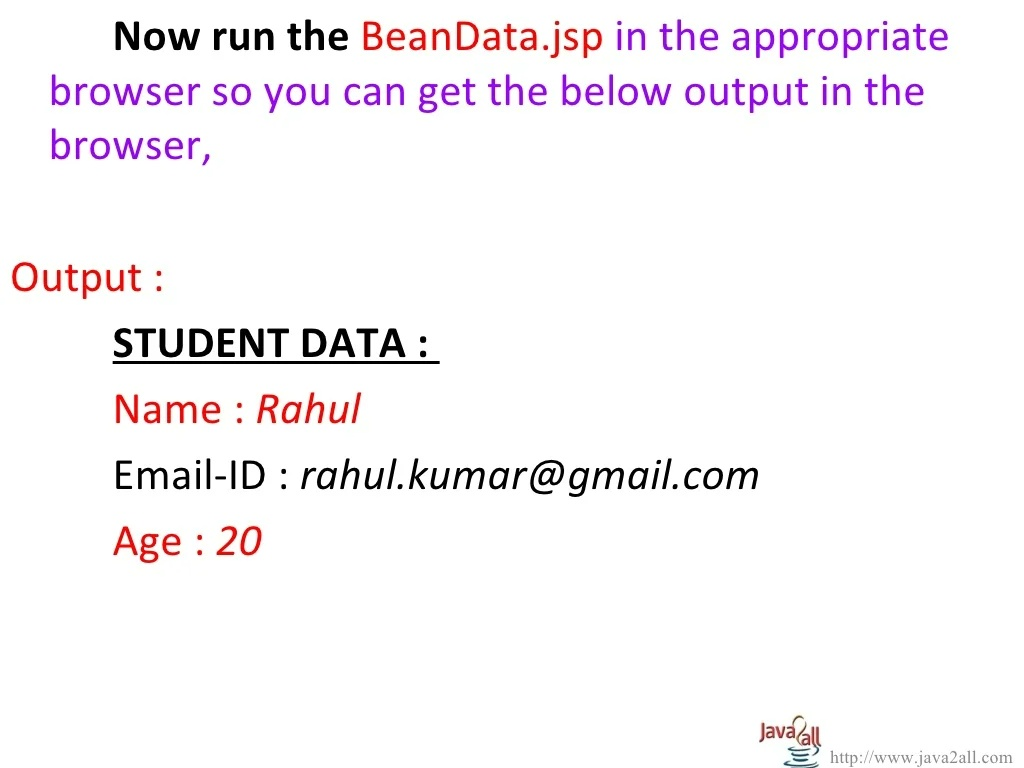 Now run the BeanData.jsp in the appropriate
browser so you can get the below output in the
browser,
Output :
STUDENT DATA :
Name : Rahul
Email-ID : rahul.kumar@gmail.com
Age : 20
Java2all
http://www.java2all.com